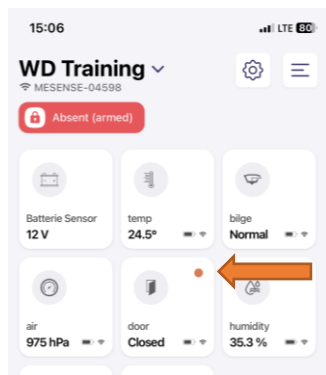 15:06 LTE 80
WD Training
MESENSE-04598
Absent (armed)
Batterie Sensor temp bilge
12 V 24.5° Normal
air door humidity
975 hPa Closed 35.3 %